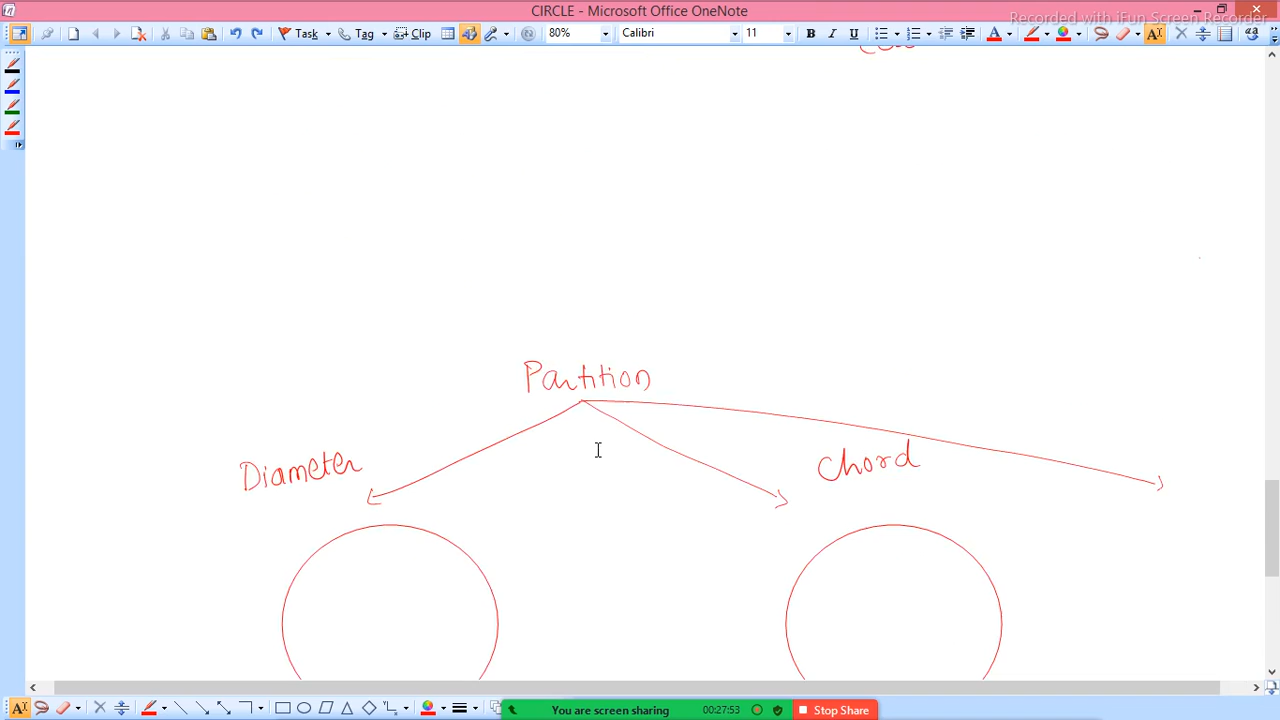 CIRCLE - Microsoft Office OneNote
Recorded with iFun Screen Recorder
Task
Tag
Clip
80%
Calibri
11
B I U
Partition
Diameter
Chord
You are screen sharing
00:27:53
Stop Share